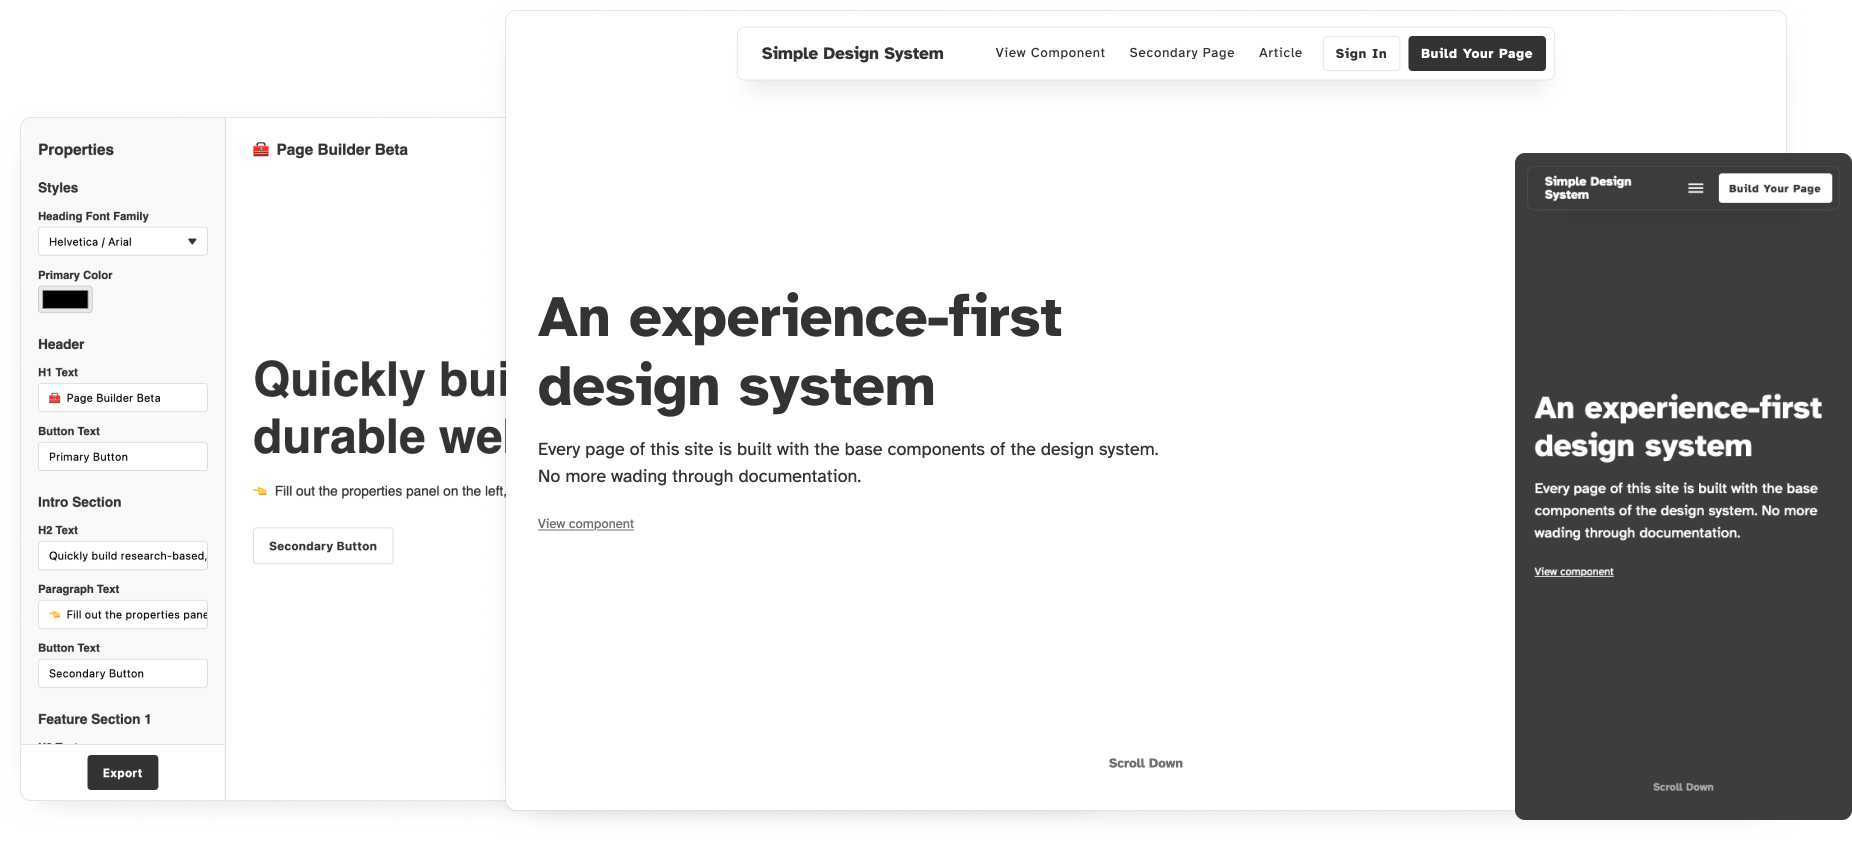 Properties
Styles
Heading Font Family
Helvetica / Arial
Primary Color
Header
H1 Text
Page Builder Beta
Button Text
Primary Button
Intro Section
H2 Text
Quickly build research-based,
Paragraph Text
Fill out the properties pane
Button Text
Secondary Button
Feature Section 1
Export
Page Builder Beta
Quickly bui
durable we
Fill out the properties panel on the left,
Secondary Button
Simple Design System
View Component
Secondary Page
Article
Sign In
Build Your Page
An experience-first
design system
Every page of this site is built with the base components of the design system.
No more wading through documentation.
View component
Scroll Down
Simple Design
System
Build Your Page
An experience-first
design system
Every page of this site is built with the base
components of the design system. No more
wading through documentation.
View component
Scroll Down